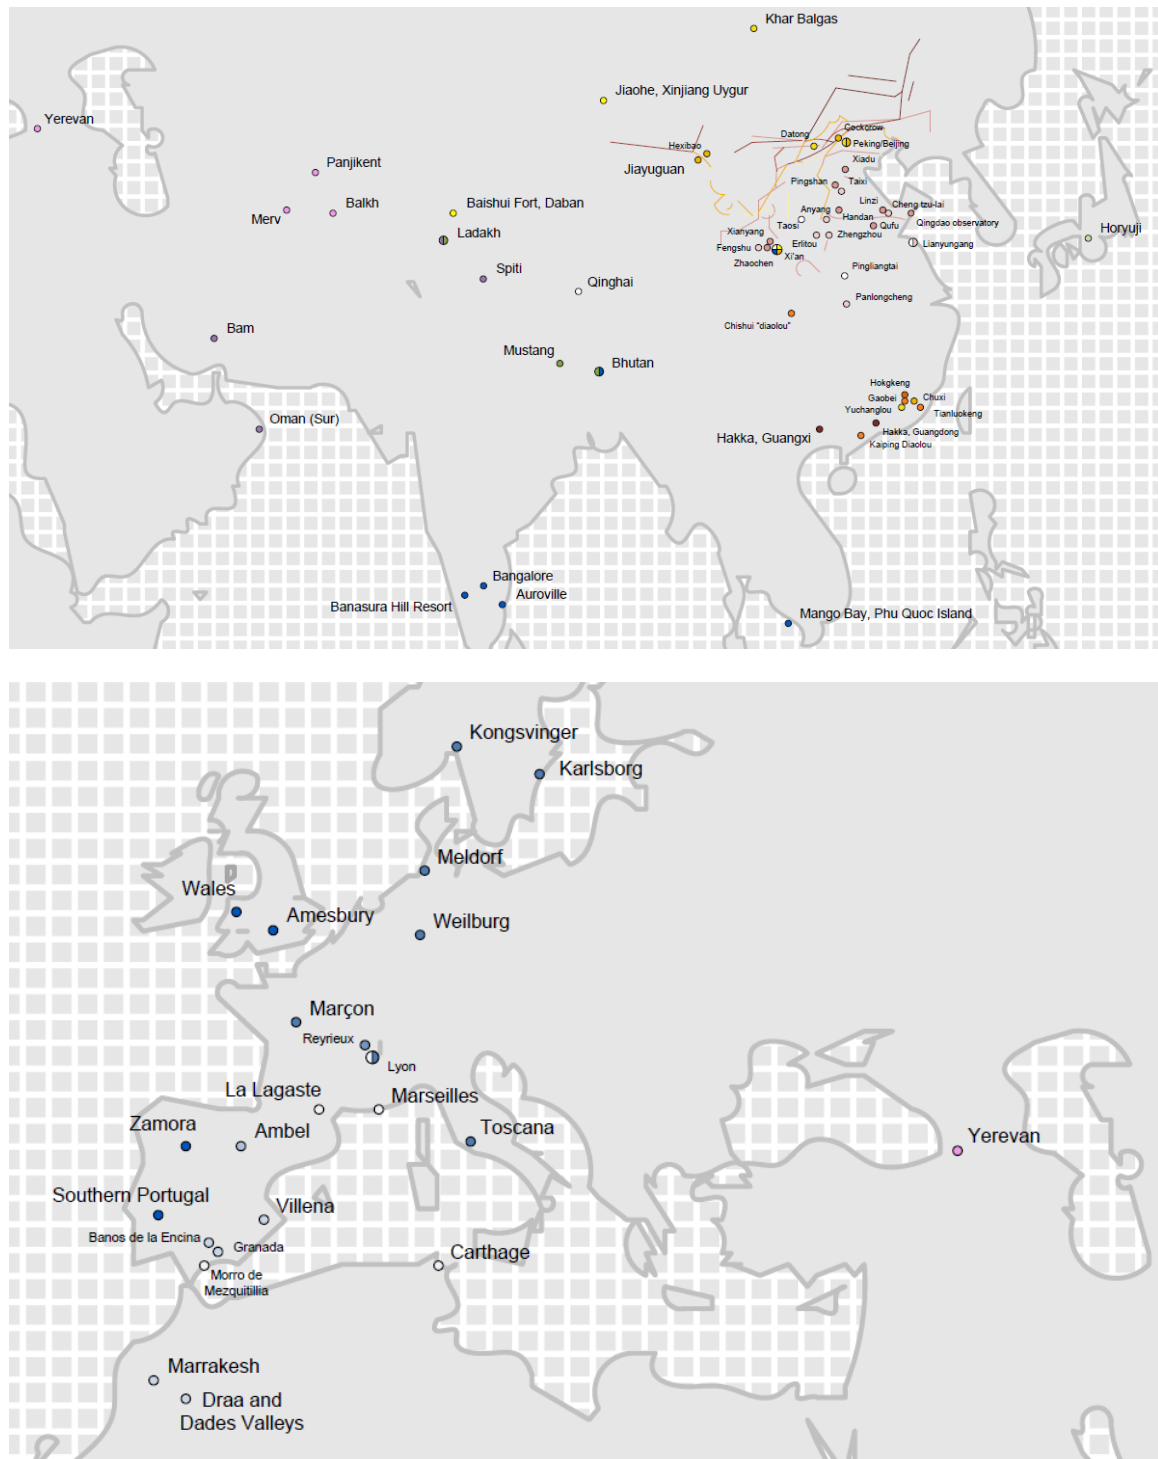 Khar Balgas
Jiaohe, Xinjiang Uygur
Yerevan
Datong
Cockorow
Peking/Beijing
Hexibao
Jiayuguan
Xiadu
Panjikent
Pingshan
Taixi
Merv
Balkh
Baishui Fort, Daban
Linzi
Cheng tzu-lai
Anyang
Handan
Qingdao observatory
Taosi
Qufu
Ladakh
Xianyang
Erlitou
Zhengzhou
Lianyungang
Horyuji
Fengshu
Xi'an
Zhaochen
Spiti
Qinghai
Pingliangtai
Panlongcheng
Bam
Chishui "diaolou"
Mustang
Bhutan
Hokgkeng
Gaobei
Chuxi
Yuchanglou
Tianluokeng
Oman (Sur)
Hakka, Guangxi
Hakka, Guangdong
Kaiping Diaolou
Bangalore
Auroville
Banasura Hill Resort
Mango Bay, Phu Quoc Island
Kongsvinger
Karlsborg
Meldorf
Wales
Amesbury
Weilburg
Marçon
Reyrieux
Lyon
La Lagaste
Marseilles
Zamora
Ambel
Toscana
Yerevan
Southern Portugal
Villena
Banos de la Encina
Granada
Carthage
Morro de
Mezquitillia
Marrakesh
Draa and
Dades Valleys